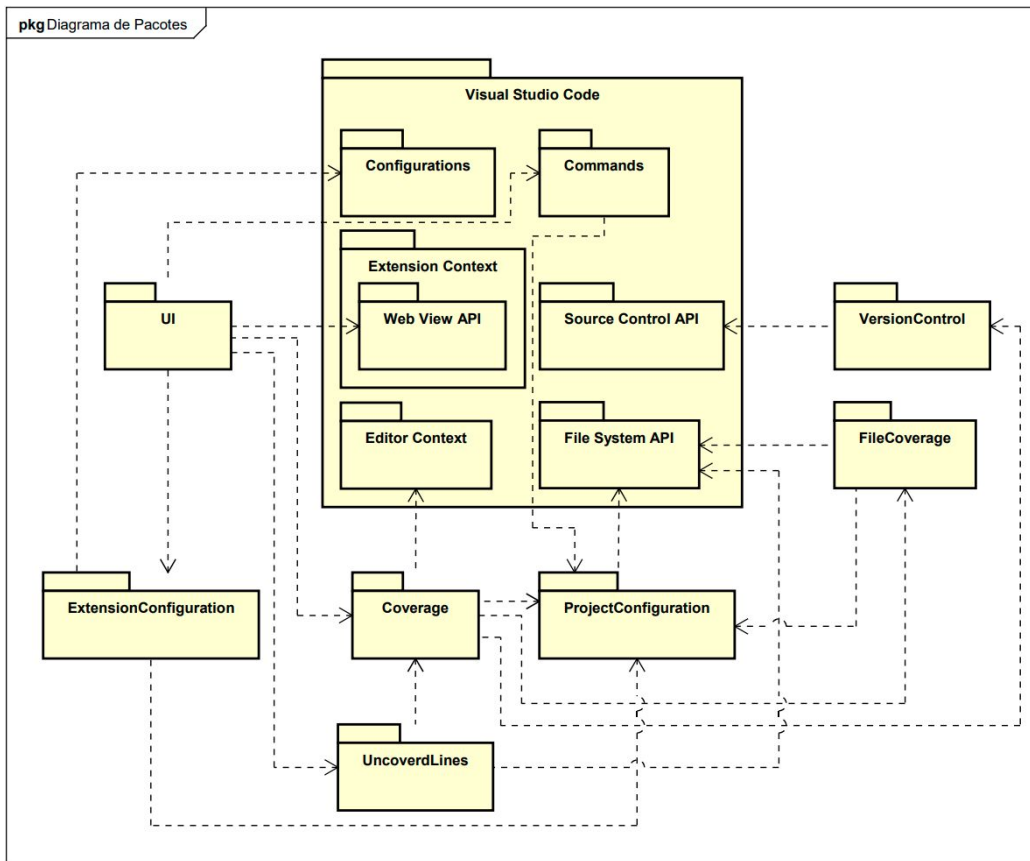 pkg Diagrama de Pacotes
Visual Studio Code
Configurations
Commands
Extension Context
Web View API
Source Control API
UI
VersionControl
Editor Context
File System API
FileCoverage
ExtensionConfiguration
Coverage
ProjectConfiguration
UncoverdLines